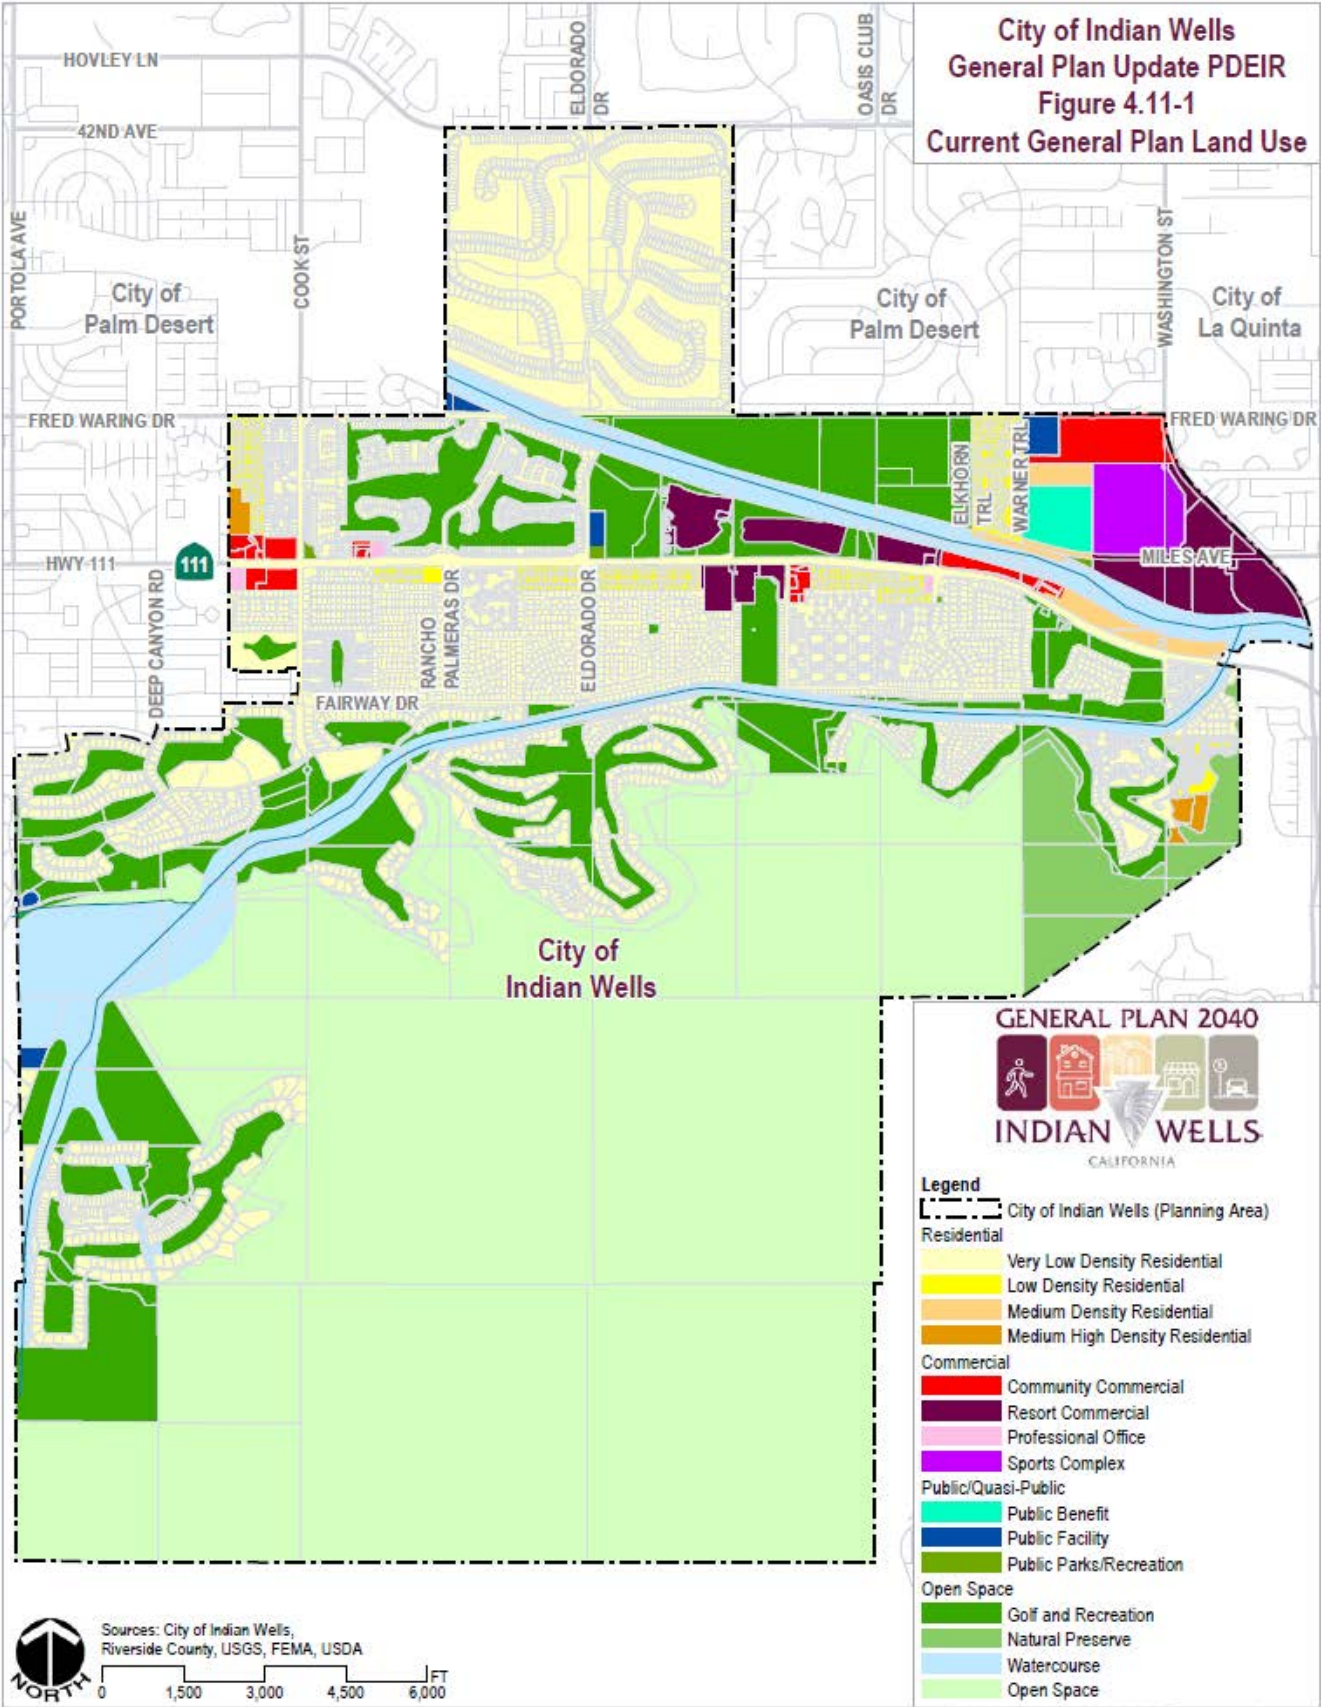 City of Indian Wells
General Plan Update PDEIR
Figure 4.11-1
Current General Plan Land Use
HOVLEY LN
42ND AVE
ELDORADO
DR
OASIS CLUB
DR
PORTOLA AVE
COOK ST
WASHINGTON ST
City of
Palm Desert
City of
Palm Desert
City of
La Quinta
FRED WARING DR
FRED WARING DR
ELKHORN
TRL
WARNER TRL
HWY 111
111
MILES AVE
DEEP CANYON RD
RANCHO
PALMERAS DR
ELDORADO DR
FAIRWAY DR
City of
Indian Wells
GENERAL PLAN 2040
INDIAN WELLS
CALIFORNIA
Legend
City of Indian Wells (Planning Area)
Residential
Very Low Density Residential
Low Density Residential
Medium Density Residential
Medium High Density Residential
Commercial
Community Commercial
Resort Commercial
Professional Office
Sports Complex
Public/Quasi-Public
Public Benefit
Public Facility
Public Parks/Recreation
Open Space
Golf and Recreation
Natural Preserve
Watercourse
Open Space
NORTH
Sources: City of Indian Wells,
Riverside County, USGS, FEMA, USDA
FT
0 1,500 3,000 4,500 6,000